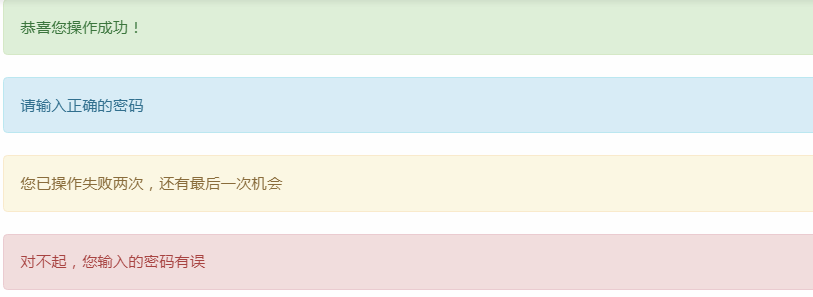 恭喜您操作成功！
请输入正确的密码
您已操作失败两次，还有最后一次机会
对不起，您输入的密码有误